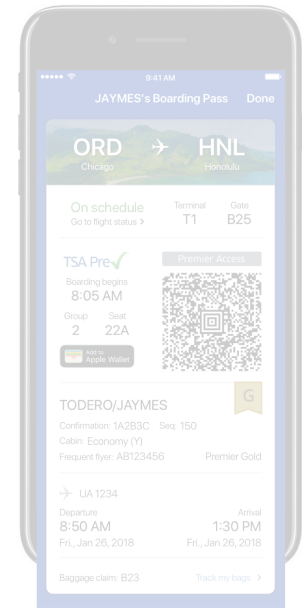 9:41 AM
JAYMES's Boarding Pass Done
ORD HNL
Chicago Honolulu
On schedule Terminal Gate
Go to flight status > T1 B25
TSA Pre✓ Premier Access
Boarding begins
8:05 AM
Group Seat
2 22A
Add to
Apple Wallet
G
TODERO/JAYMES
Confirmation: 1A2B3C Seq: 150
Cabin: Economy (Y)
Frequent flyer: AB123456 Premier Gold
UA 1234
Departure Arrival
8:50 AM 1:30 PM
Fri., Jan 26, 2018 Fri., Jan 26, 2018
Baggage claim: B23 Track my bags >